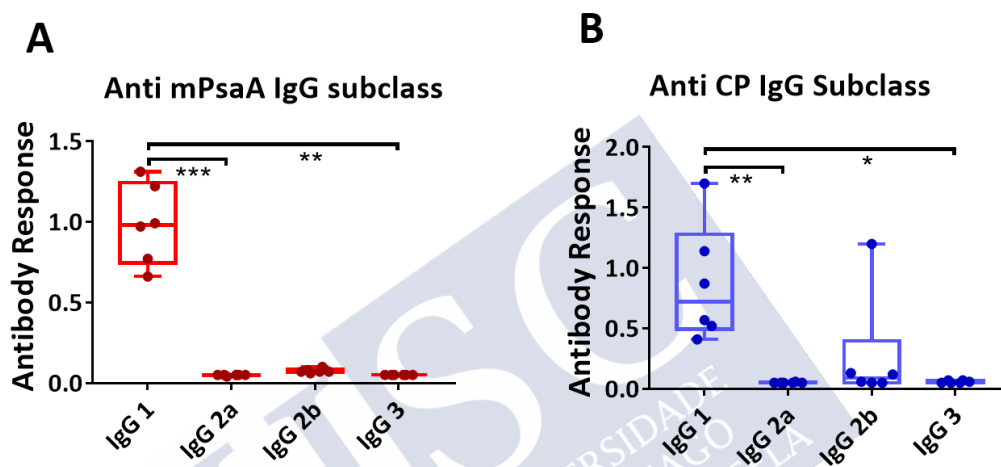 A
Anti mPsaA IgG subclass
Antibody Response
1.5
1.0
0.5
0.0
***
**
IgG 1
IgG 2a
IgG 2b
IgG 3
B
Anti CP IgG Subclass
Antibody Response
2.0
1.5
1.0
0.5
0.0
**
*
IgG 1
IgG 2a
IgG 2b
IgG 3
USC